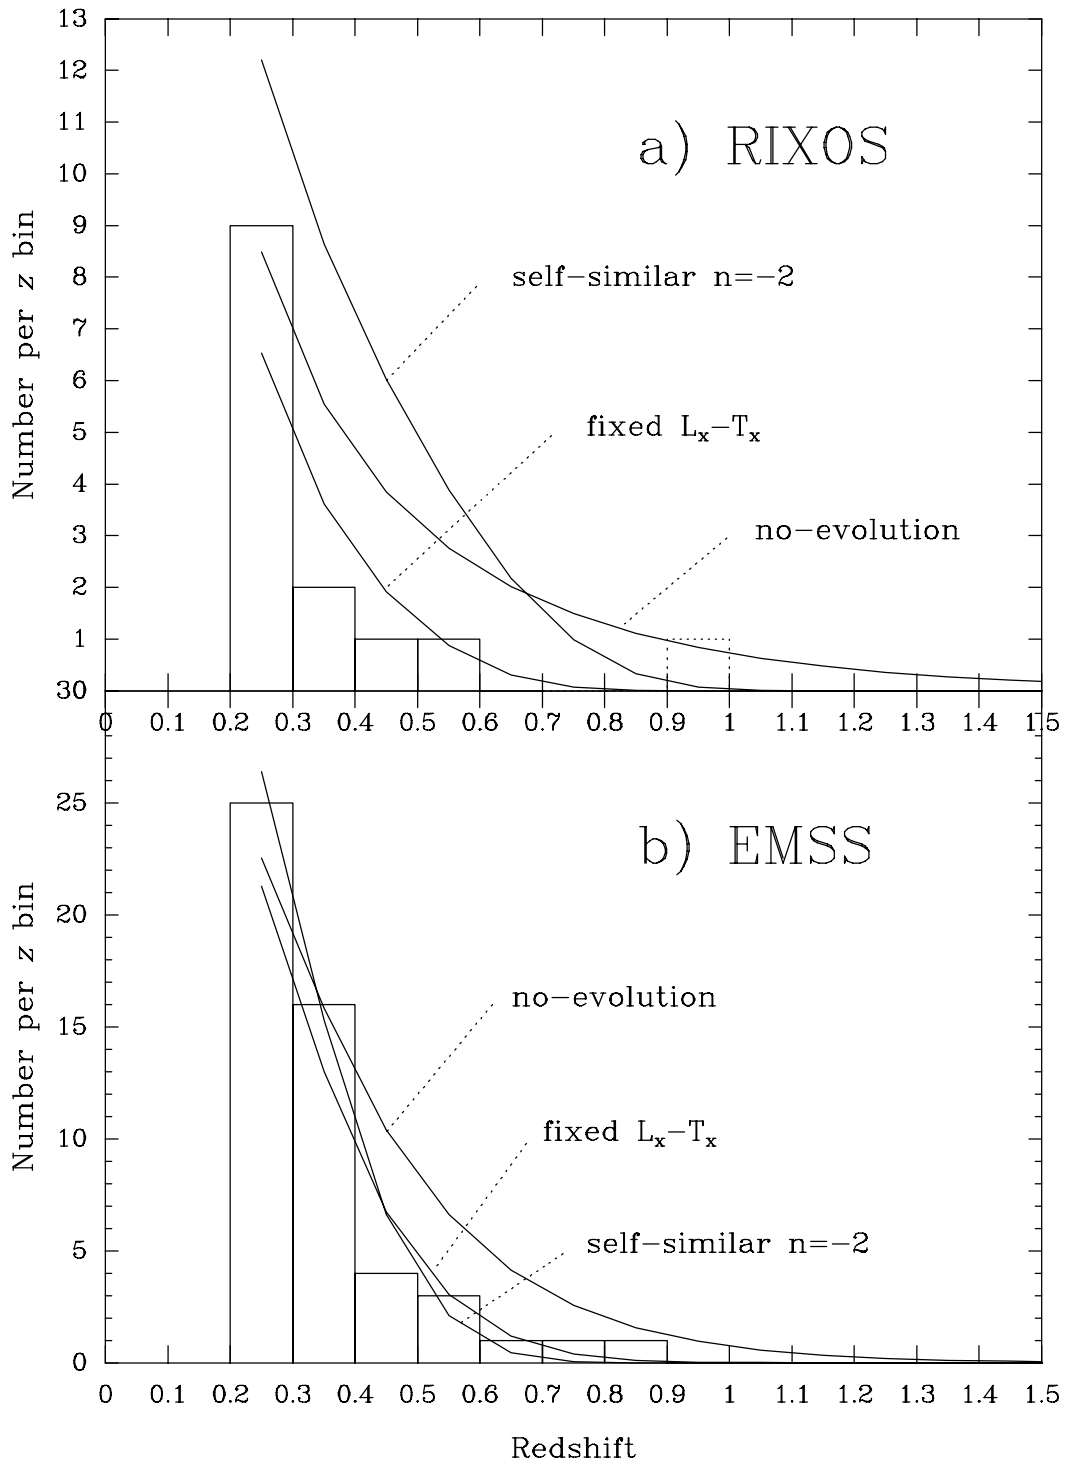 13
12
11
10
9
8
7
6
5
4
3
2
1
30
Number per z bin
a) RIXOS
self-similar n=-2
fixed Lx-Tx
no-evolution
0 0.1 0.2 0.3 0.4 0.5 0.6 0.7 0.8 0.9 1 1.1 1.2 1.3 1.4 1.5
25
20
15
10
5
0
Number per z bin
b) EMSS
no-evolution
fixed Lx-Tx
self-similar n=-2
0 0.1 0.2 0.3 0.4 0.5 0.6 0.7 0.8 0.9 1 1.1 1.2 1.3 1.4 1.5
Redshift